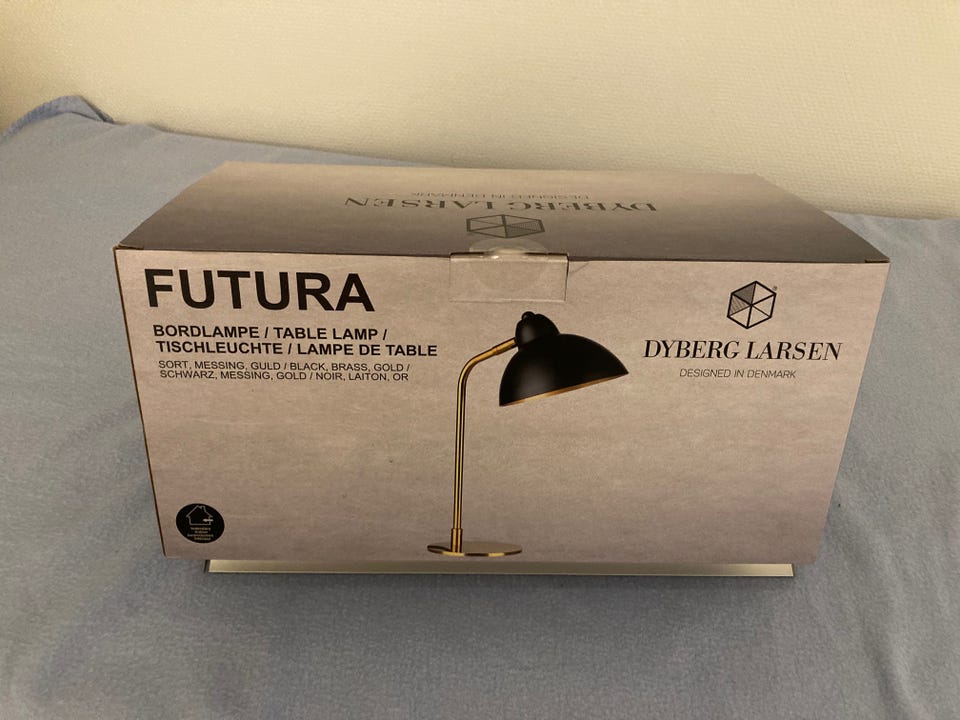 DESIGNED IN DENMARK
DYBERG LARSEN
FUTURA
BORDLAMPE / TABLE LAMP /
TISCHLEUCHTE / LAMPE DE TABLE
SORT, MESSING, GULD / BLACK, BRASS, GOLD /
SCHWARZ, MESSING, GOLD / NOIR, LAITON, OR
DYBERG LARSEN
DESIGNED IN DENMARK